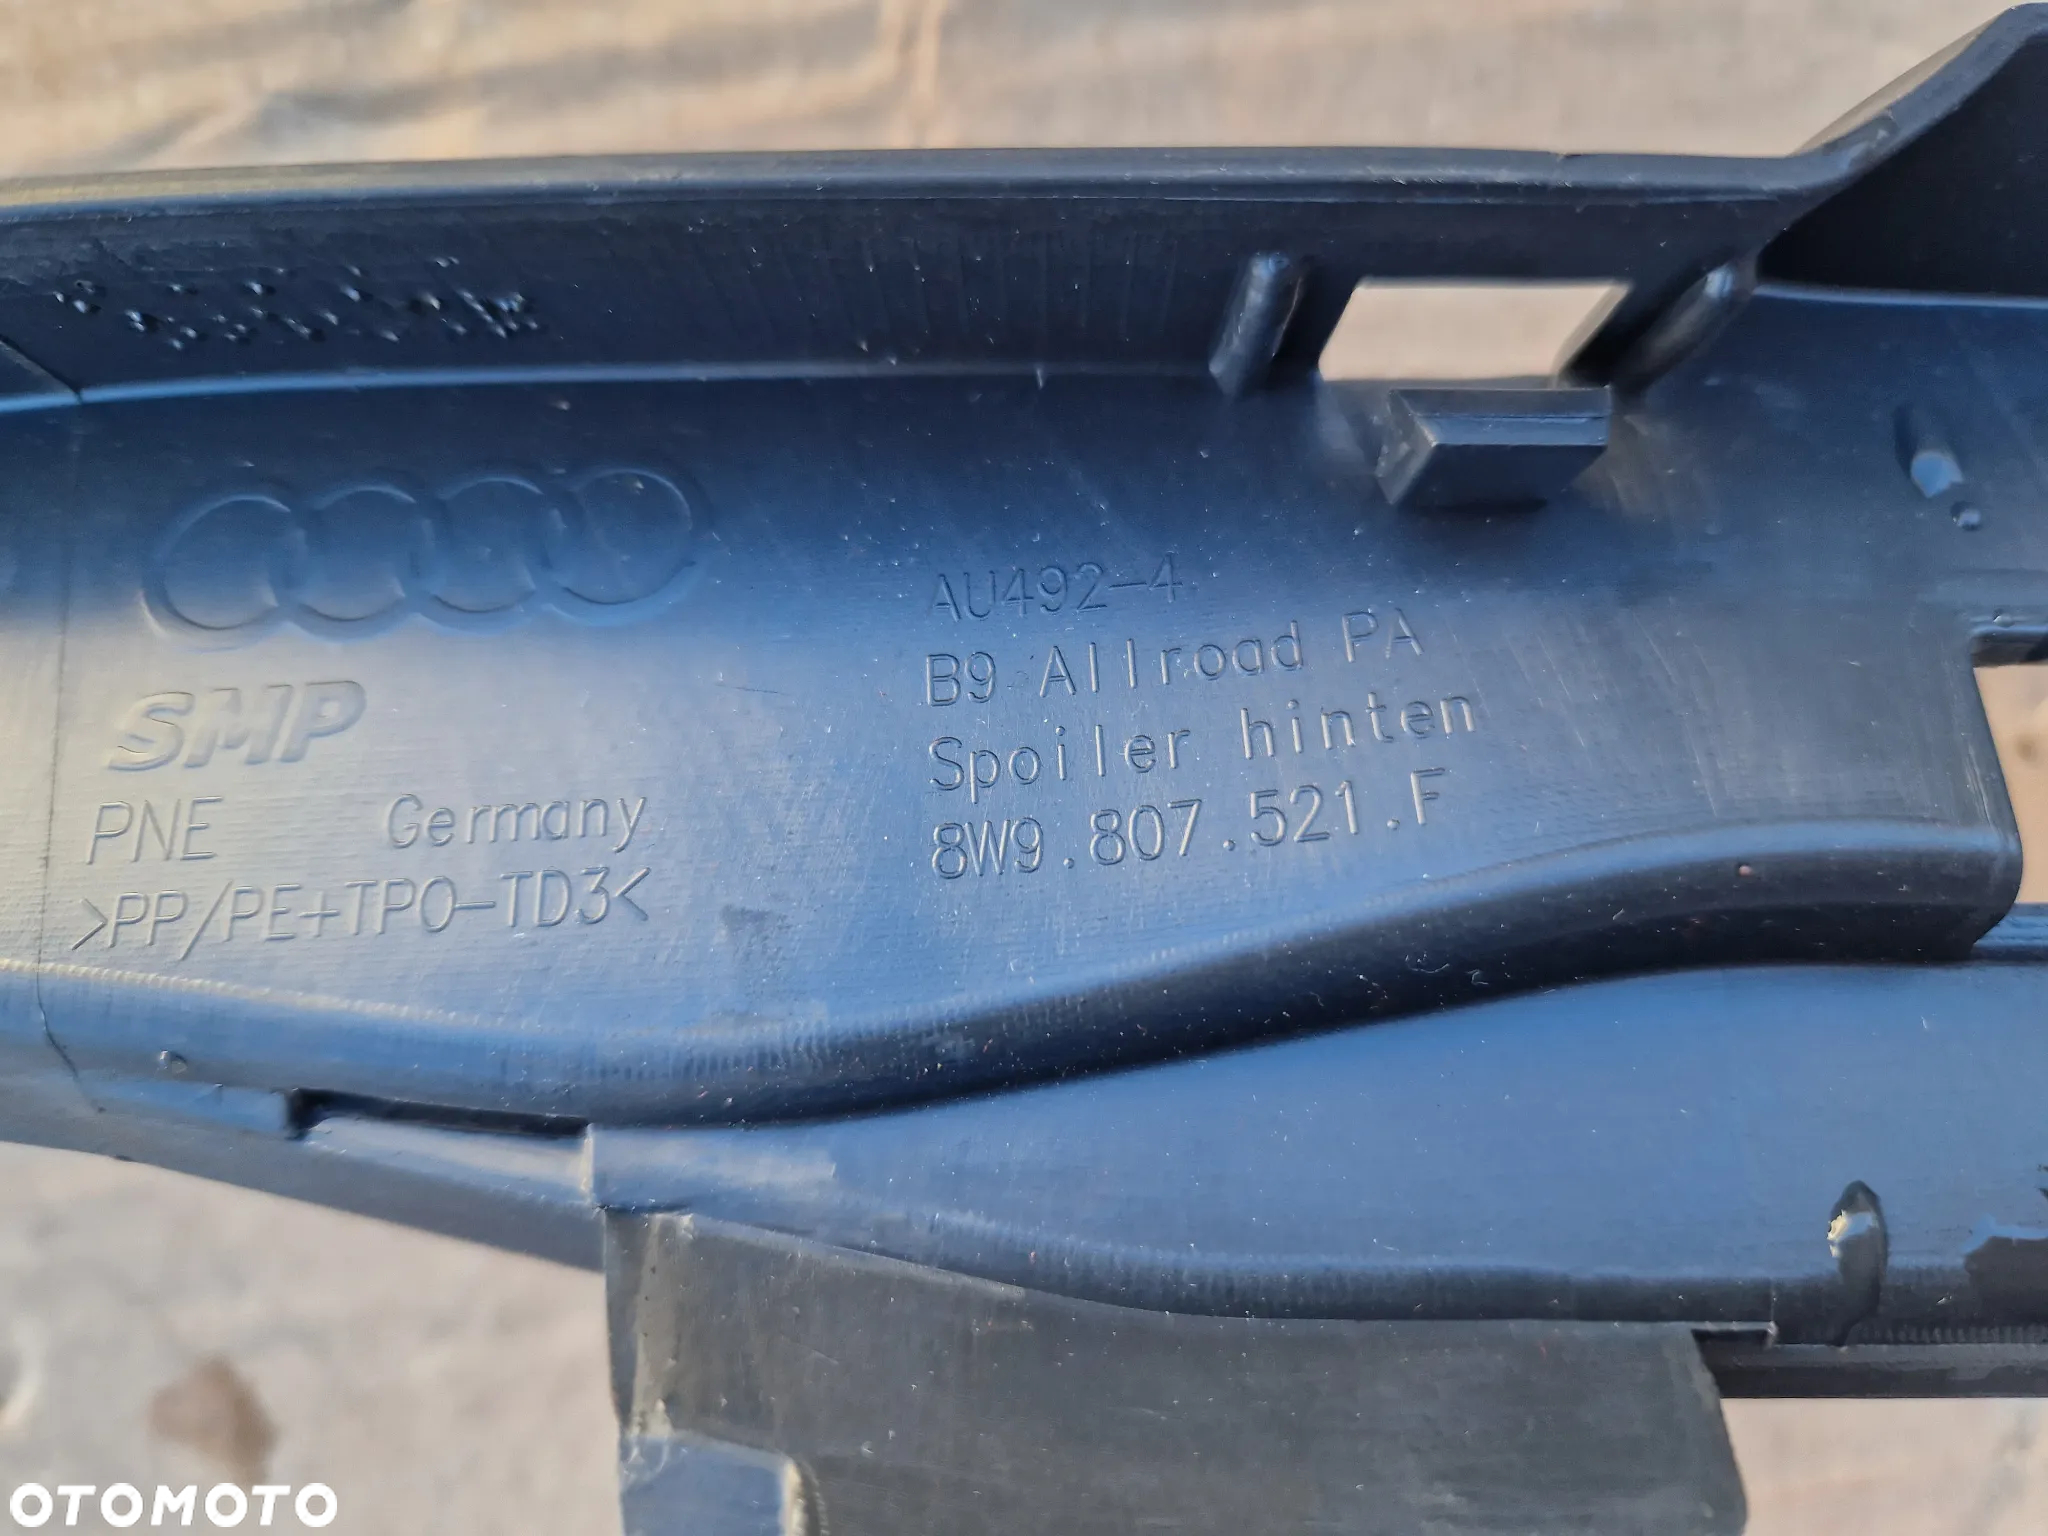 SMP
PNE Germany
>PP/PE+TPO-TD3<
AU492-4
B9 Allroad PA
Spoiler hinten
8W9.807.521.F
OTOMOTO